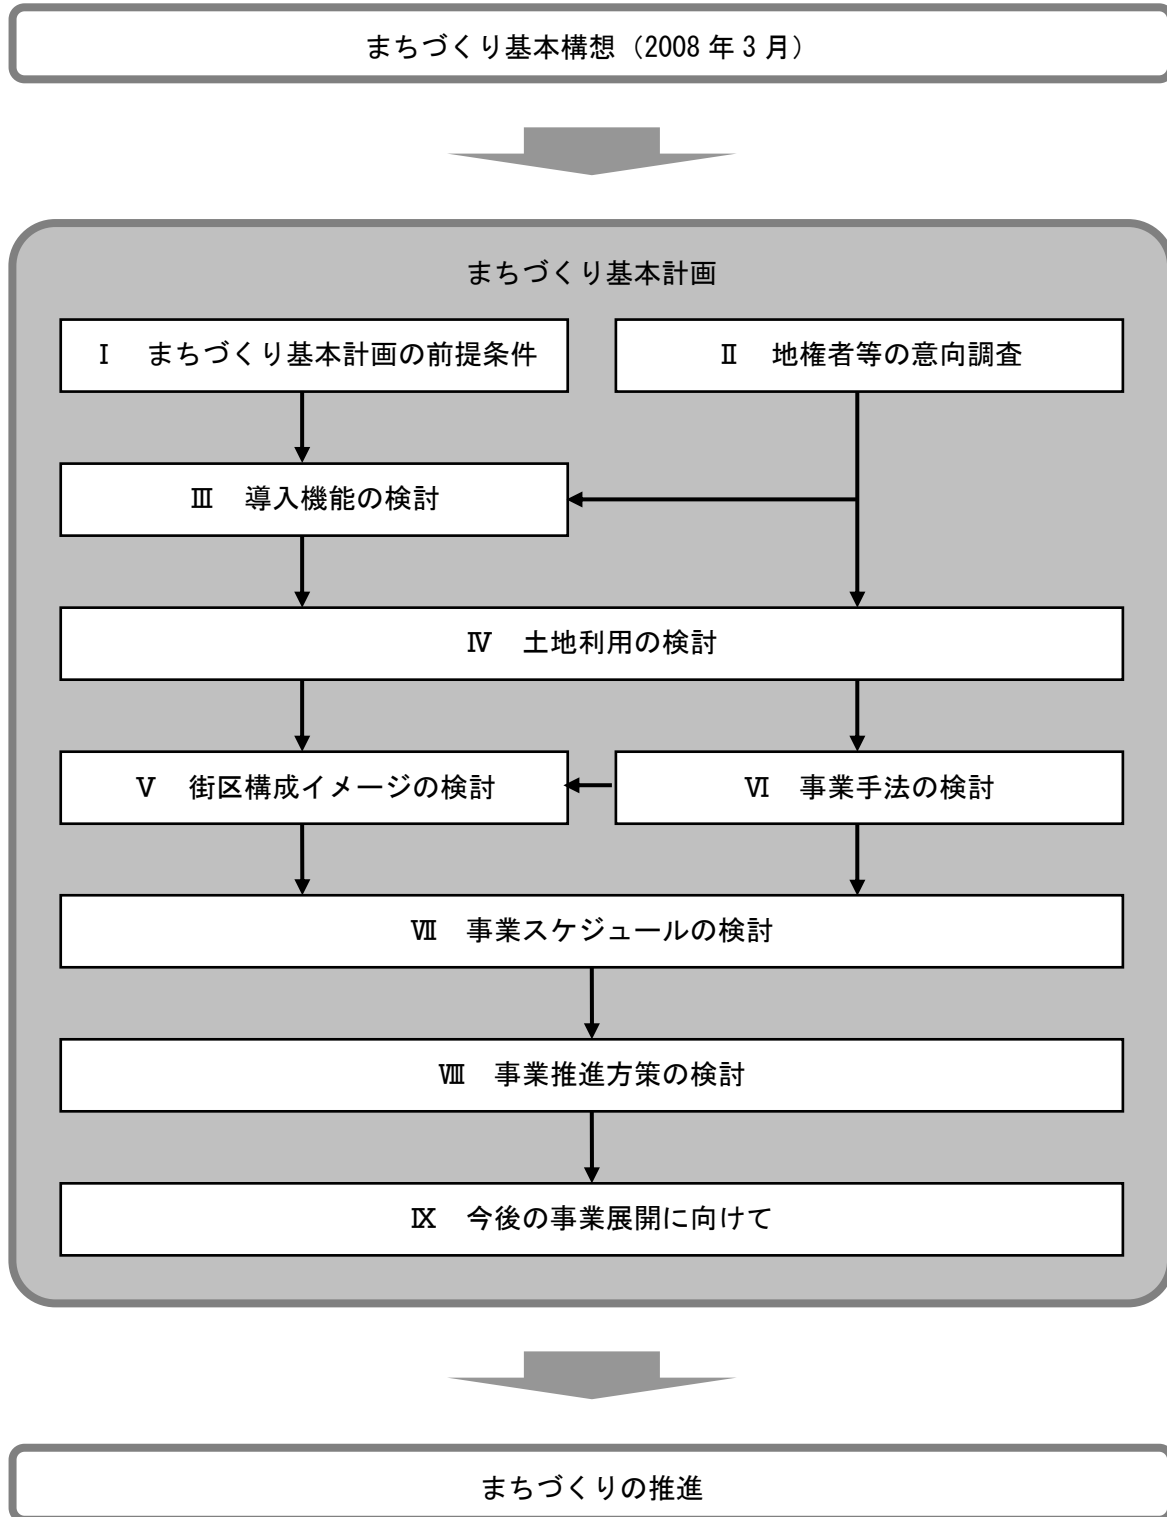 まちづくり基本構想（2008 年 3 月）
まちづくり基本計画
Ⅰ　まちづくり基本計画の前提条件
Ⅱ　地権者等の意向調査
Ⅲ　導入機能の検討
Ⅳ　土地利用の検討
Ⅴ　街区構成イメージの検討
Ⅵ　事業手法の検討
Ⅶ　事業スケジュールの検討
Ⅷ　事業推進方策の検討
Ⅸ　今後の事業展開に向けて
まちづくりの推進